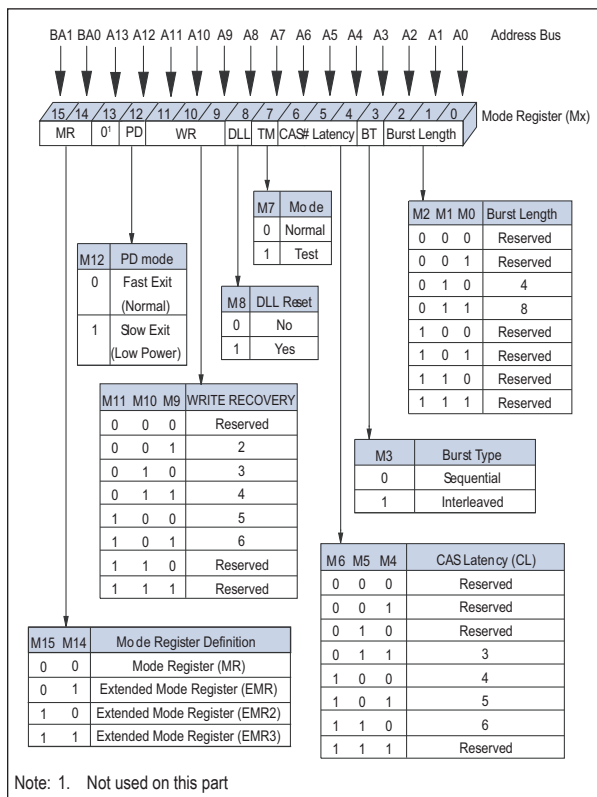 BA1 BA0 A13 A12 A11 A10 A9 A8 A7 A6 A5 A4 A3 A2 A1 A0 Address Bus
15 14 13 12 11 10 9 8 7 6 5 4 3 2 1 0 Mode Register (Mx)
MR 0¹ PD WR DLL TM CAS# Latency BT Burst Length
M7 Mode
0 Normal
1 Test
M2 M1 M0 Burst Length
0 0 0 Reserved
0 0 1 Reserved
0 1 0 4
0 1 1 8
1 0 0 Reserved
1 0 1 Reserved
1 1 0 Reserved
1 1 1 Reserved
M12 PD mode
0 Fast Exit
(Normal)
1 Slow Exit
(Low Power)
M8 DLL Reset
0 No
1 Yes
M11 M10 M9 WRITE RECOVERY
0 0 0 Reserved
0 0 1 2
0 1 0 3
0 1 1 4
1 0 0 5
1 0 1 6
1 1 0 Reserved
1 1 1 Reserved
M3 Burst Type
0 Sequential
1 Interleaved
M6 M5 M4 CAS Latency (CL)
0 0 0 Reserved
0 0 1 Reserved
0 1 0 Reserved
0 1 1 3
1 0 0 4
1 0 1 5
1 1 0 6
1 1 1 Reserved
M15 M14 Mode Register Definition
0 0 Mode Register (MR)
0 1 Extended Mode Register (EMR)
1 0 Extended Mode Register (EMR2)
1 1 Extended Mode Register (EMR3)
Note: 1. Not used on this part